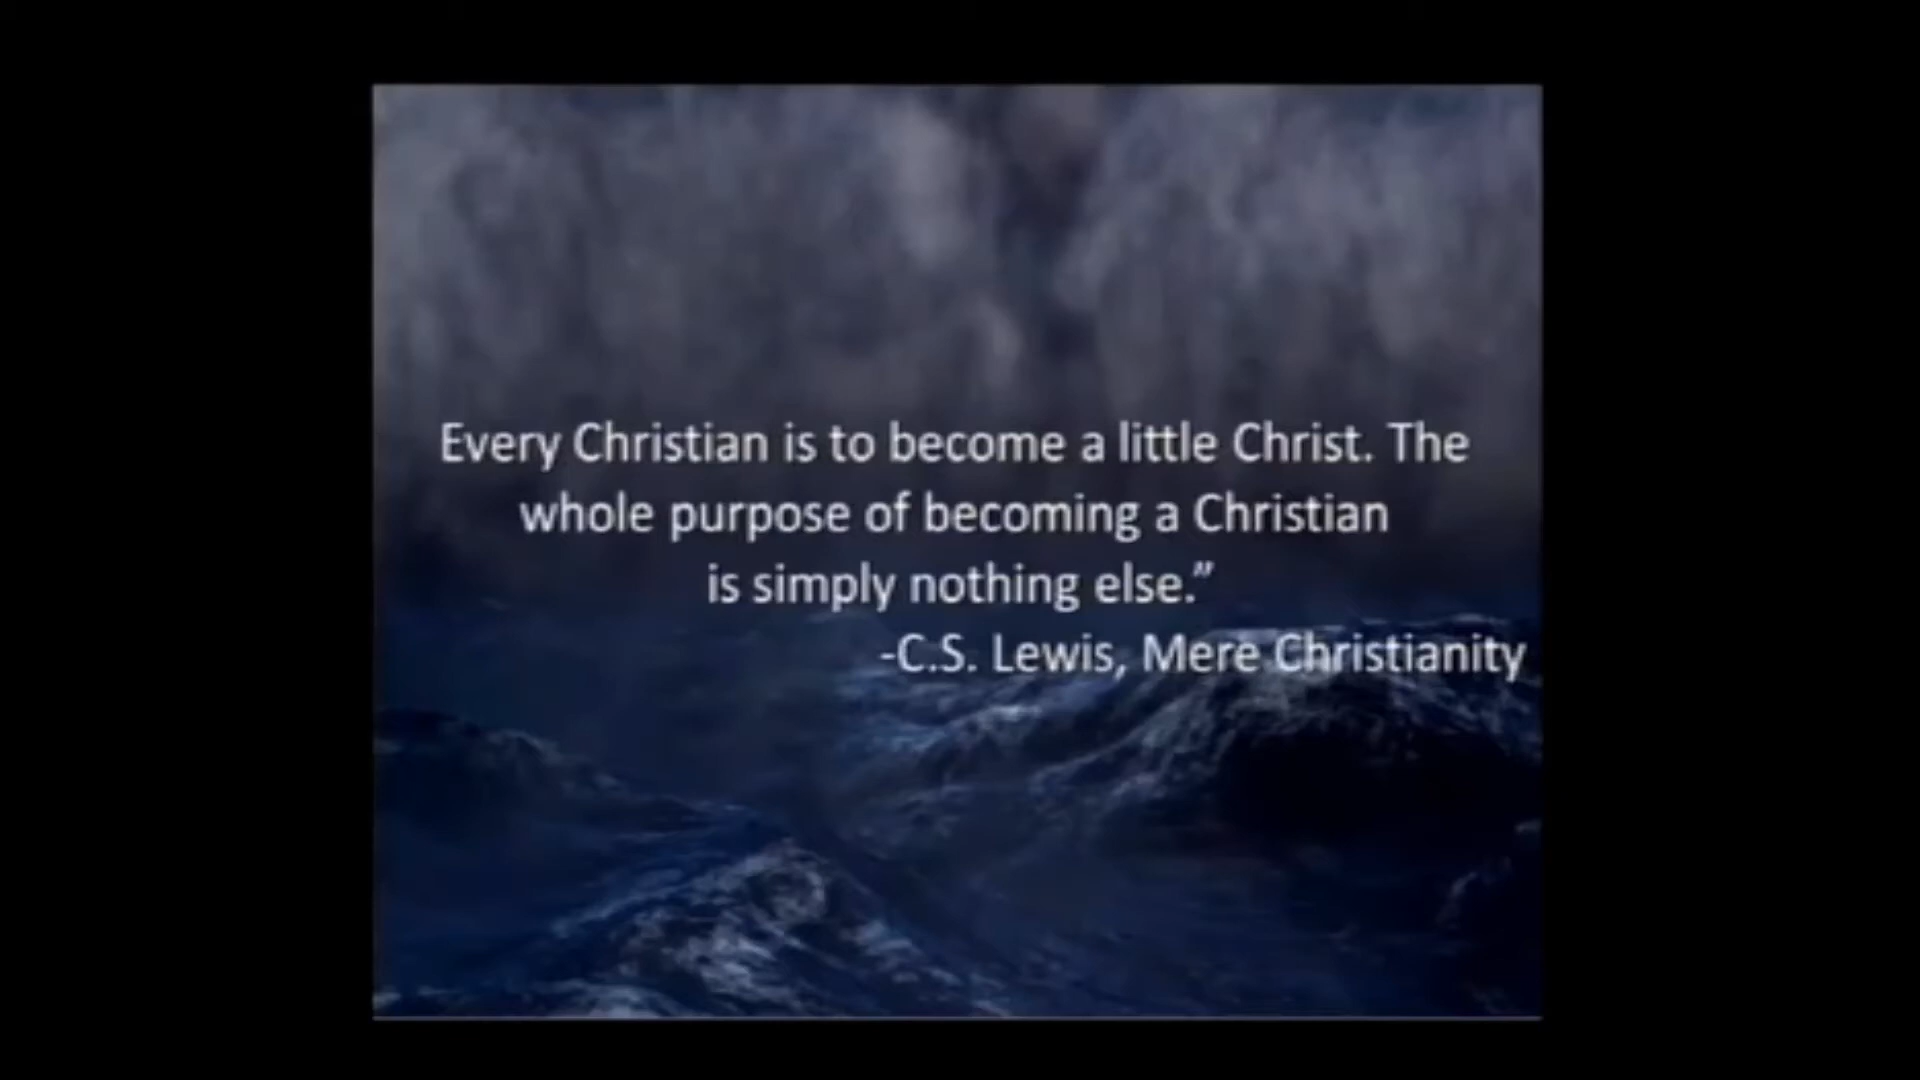 Every Christian is to become a little Christ. The
whole purpose of becoming a Christian
is simply nothing else.”
-C.S. Lewis, Mere Christianity